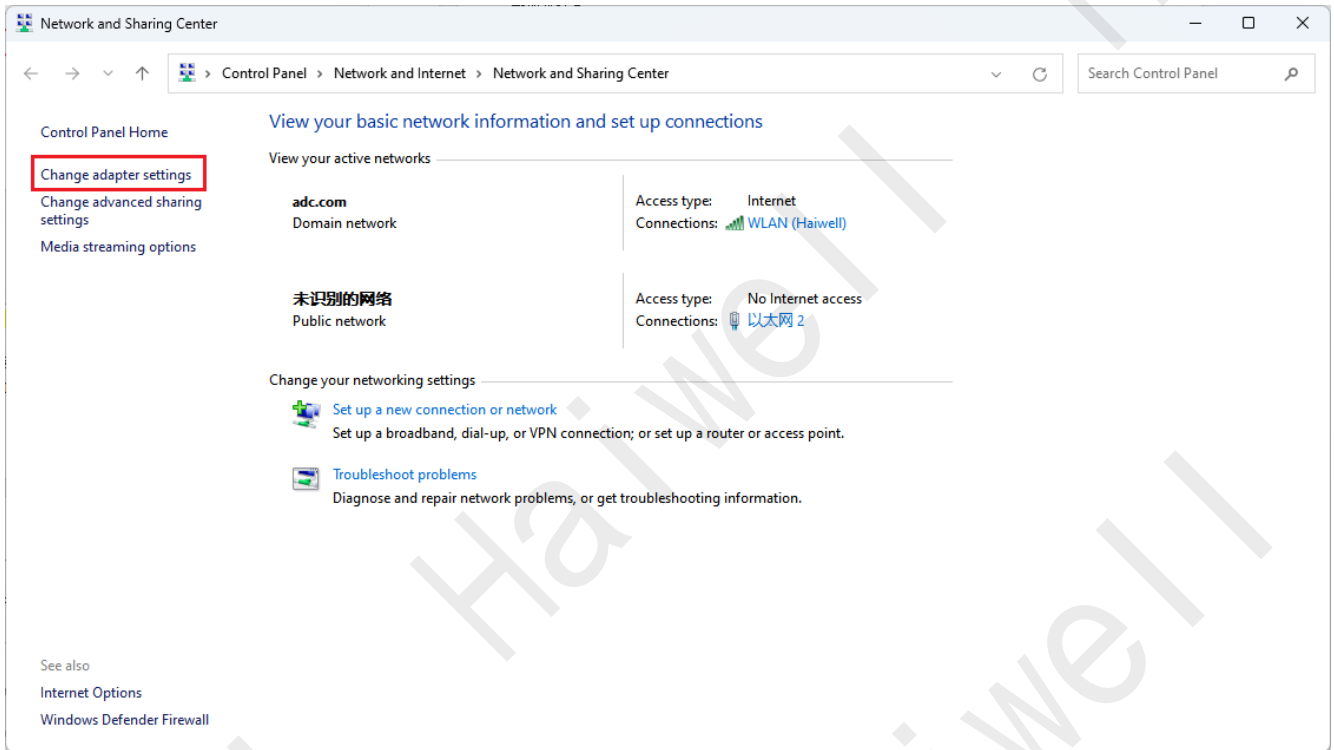 Network and Sharing Center
Control Panel > Network and Internet > Network and Sharing Center
Search Control Panel
Control Panel Home
Change adapter settings
Change advanced sharing
settings
Media streaming options
View your basic network information and set up connections
View your active networks
adc.com
Domain network
Access type: Internet
Connections: WLAN (Haiwell)
未识别的网络
Public network
Access type: No Internet access
Connections: 以太网 2
Change your networking settings
Set up a new connection or network
Set up a broadband, dial-up, or VPN connection; or set up a router or access point.
Troubleshoot problems
Diagnose and repair network problems, or get troubleshooting information.
See also
Internet Options
Windows Defender Firewall
Haiwell